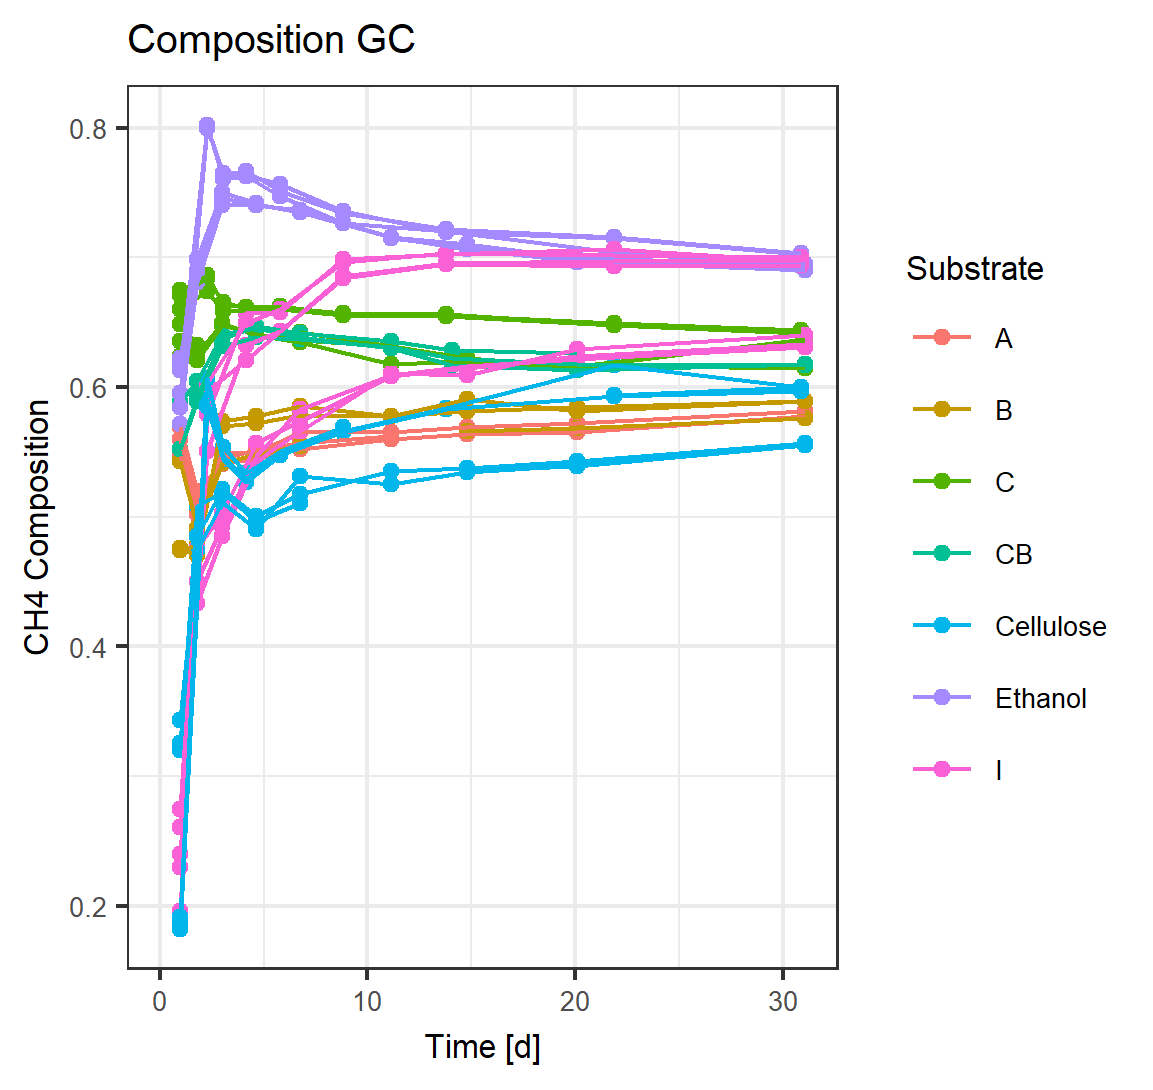 Composition GC
0.8
0.6
0.4
0.2
CH4 Composition
0
10
20
30
Time [d]
Substrate
A
B
C
CB
Cellulose
Ethanol
I